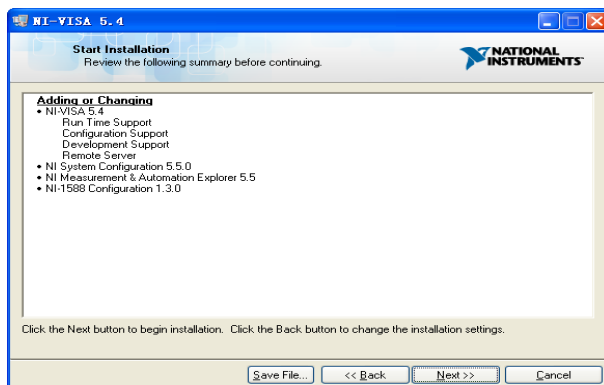 NI-VISA 5.4
Start Installation
Review the following summary before continuing.
NATIONAL
INSTRUMENTS
Adding or Changing
• NI-VISA 5.4
Run Time Support
Configuration Support
Development Support
Remote Server
• NI System Configuration 5.5.0
• NI Measurement & Automation Explorer 5.5
• NI-1588 Configuration 1.3.0
Click the Next button to begin installation. Click the Back button to change the installation settings.
Save File... << Back Next >> Cancel